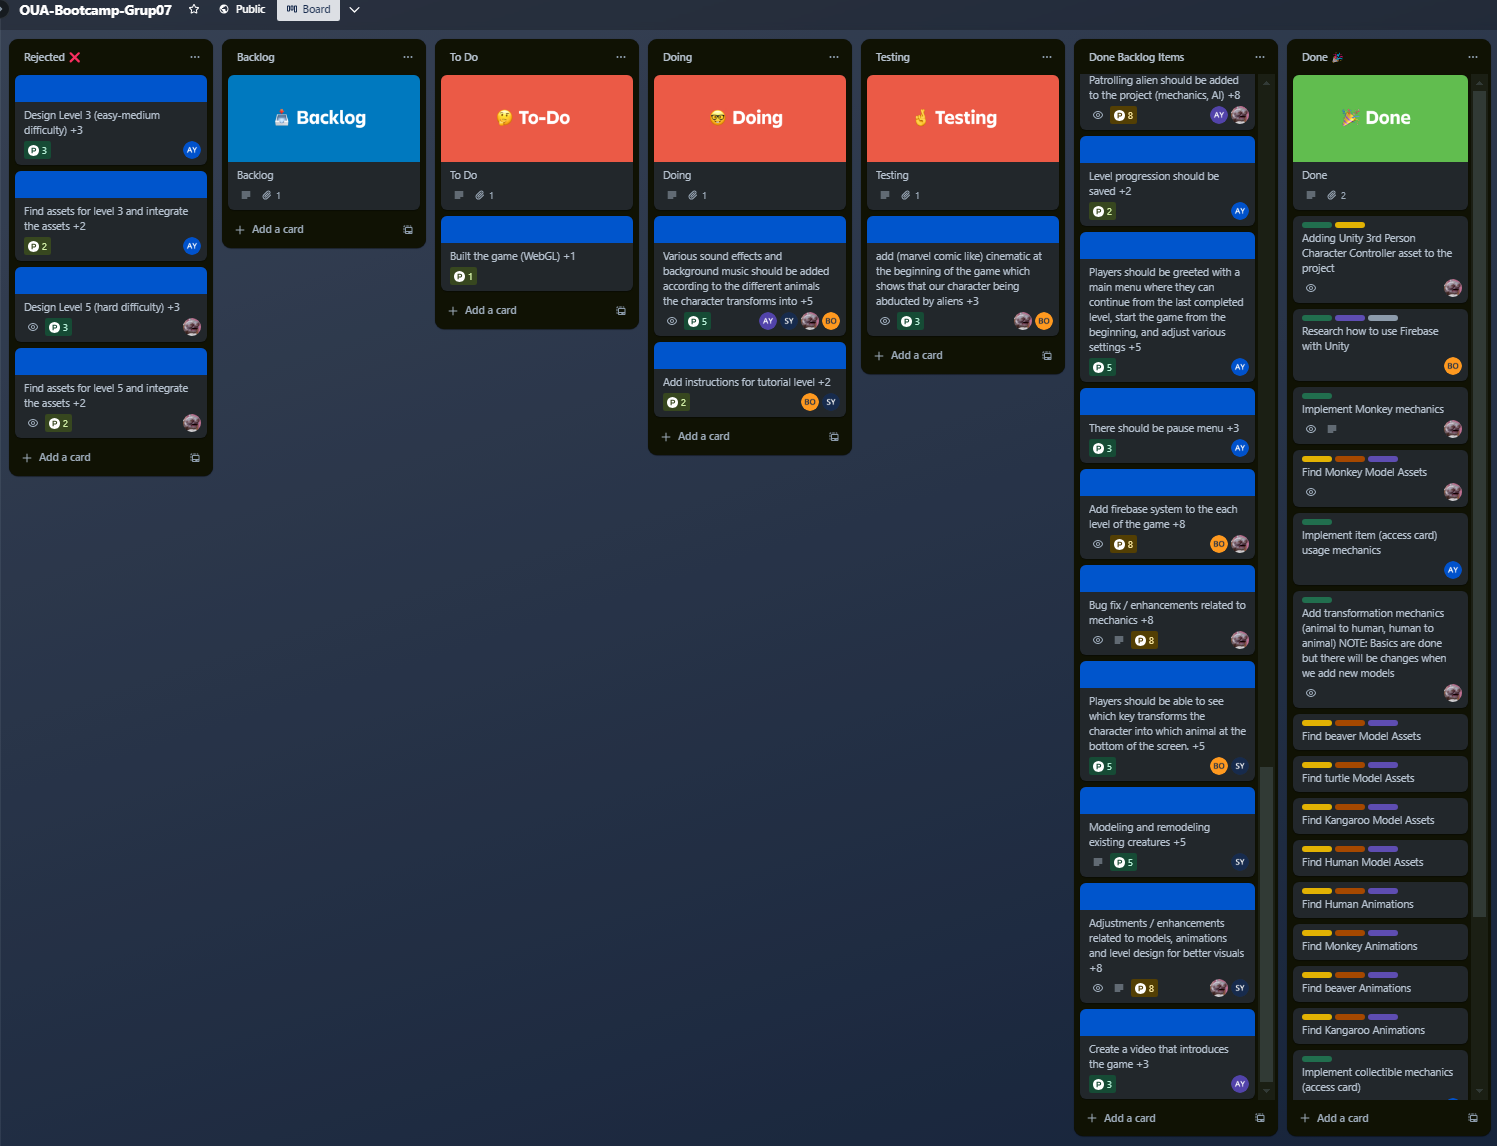 OUA-Bootcamp-Grup07
Public
Board
Rejected ❌
Design Level 3 (easy-medium
difficulty) +3
P 3
AY
Find assets for level 3 and integrate
the assets +2
P 2
AY
Design Level 5 (hard difficulty) +3
P 3
Find assets for level 5 and integrate
the assets +2
P 2
+ Add a card
Backlog
Backlog
Backlog
1
+ Add a card
To Do
🤔 To-Do
To Do
1
Built the game (WebGL) +1
P 1
+ Add a card
Doing
🤓 Doing
Doing
1
Various sound effects and
background music should be added
according to the different animals
the character transforms into +5
P 5
AY SY BO
Add instructions for tutorial level +2
P 2
BO SY
+ Add a card
Testing
🤞 Testing
Testing
1
add (marvel comic like) cinematic at
the beginning of the game which
shows that our character being
abducted by aliens +3
P 3
BO
+ Add a card
Done Backlog Items
Patrolling alien should be added
to the project (mechanics, AI) +8
P 8
AY
Level progression should be
saved +2
P 2
AY
Players should be greeted with a
main menu where they can
continue from the last completed
level, start the game from the
beginning, and adjust various
settings +5
P 5
AY
There should be pause menu +3
P 3
AY
Add firebase system to the each
level of the game +8
P 8
BO
Bug fix / enhancements related to
mechanics +8
P 8
Players should be able to see
which key transforms the
character into which animal at the
bottom of the screen. +5
P 5
BO SY
Modeling and remodeling
existing creatures +5
P 5
SY
Adjustments / enhancements
related to models, animations
and level design for better visuals
+8
P 8
SY
Create a video that introduces
the game +3
P 3
AY
+ Add a card
Done 🎉
🎉 Done
Done
2
Adding Unity 3rd Person
Character Controller asset to the
project
Research how to use Firebase
with Unity
BO
Implement Monkey mechanics
Find Monkey Model Assets
Implement item (access card)
usage mechanics
AY
Add transformation mechanics
(animal to human, human to
animal) NOTE: Basics are done
but there will be changes when
we add new models
Find beaver Model Assets
Find turtle Model Assets
Find Kangaroo Model Assets
Find Human Model Assets
Find Human Animations
Find Monkey Animations
Find beaver Animations
Find Kangaroo Animations
Implement collectible mechanics
(access card)
+ Add a card